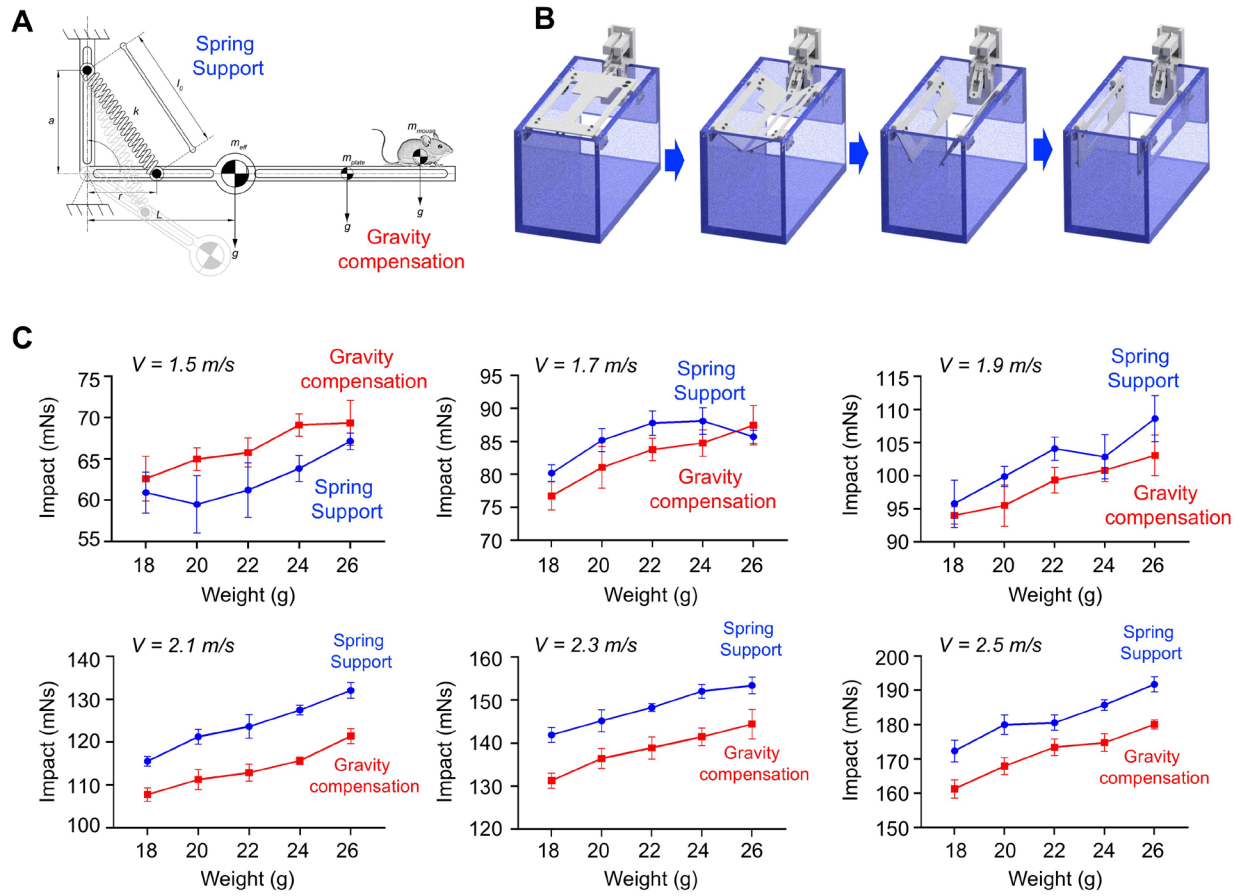 A
Spring
Support
l0
a
k
meff
mmouse
mplate
r
L
g
g
g
Gravity
compensation
B
C
V = 1.5 m/s
Gravity
compensation
Spring
Support
Impact (mNs)
75
70
65
60
55
18 20 22 24 26
Weight (g)
V = 1.7 m/s
Spring
Support
Gravity
compensation
Impact (mNs)
95
90
85
80
75
70
18 20 22 24 26
Weight (g)
V = 1.9 m/s
Spring
Support
Gravity
compensation
Impact (mNs)
115
110
105
100
95
90
18 20 22 24 26
Weight (g)
V = 2.1 m/s
Spring
Support
Gravity
compensation
Impact (mNs)
140
130
120
110
100
18 20 22 24 26
Weight (g)
V = 2.3 m/s
Spring
Support
Gravity
compensation
Impact (mNs)
160
150
140
130
120
18 20 22 24 26
Weight (g)
V = 2.5 m/s
Spring
Support
Gravity
compensation
Impact (mNs)
200
190
180
170
160
150
18 20 22 24 26
Weight (g)